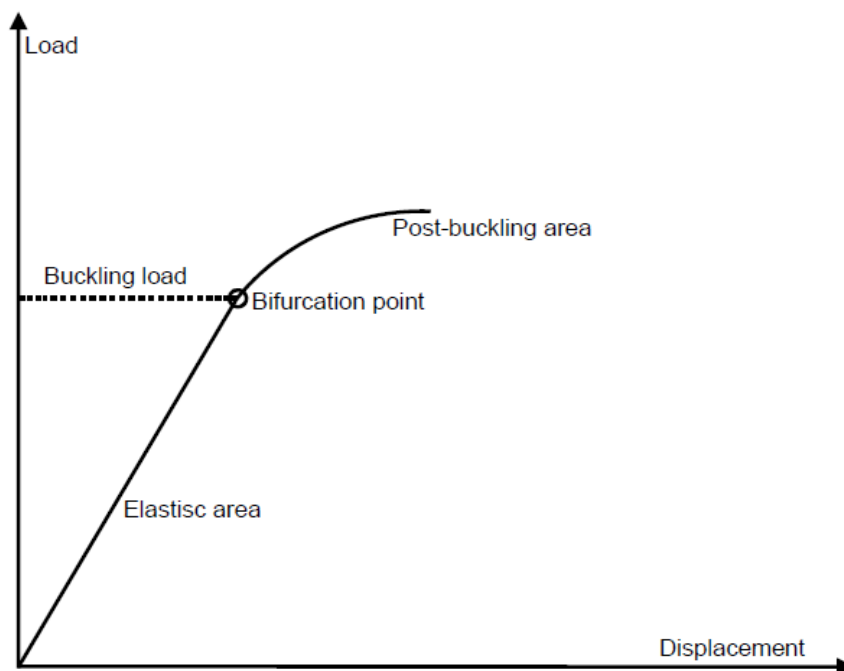 Load
Post-buckling area
Buckling load
Bifurcation point
Elastisc area
Displacement